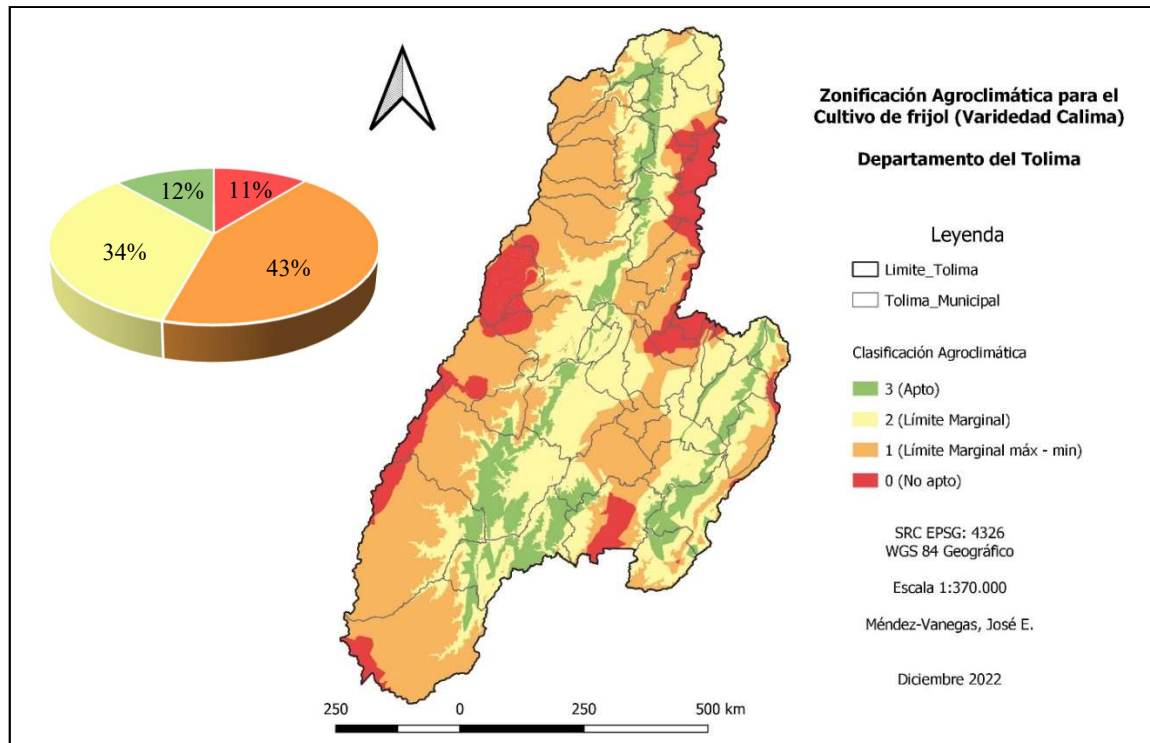 12%
11%
34%
43%
Zonificación Agroclimática para el
Cultivo de frijol (Varidedad Calima)
Departamento del Tolima
Leyenda
Limite_Tolima
Tolima_Municipal
Clasificación Agroclimática
3 (Apto)
2 (Límite Marginal)
1 (Límite Marginal máx - min)
0 (No apto)
SRC EPSG: 4326
WGS 84 Geográfico
Escala 1:370.000
Méndez-Vanegas, José E.
Diciembre 2022
250 0 250 500 km